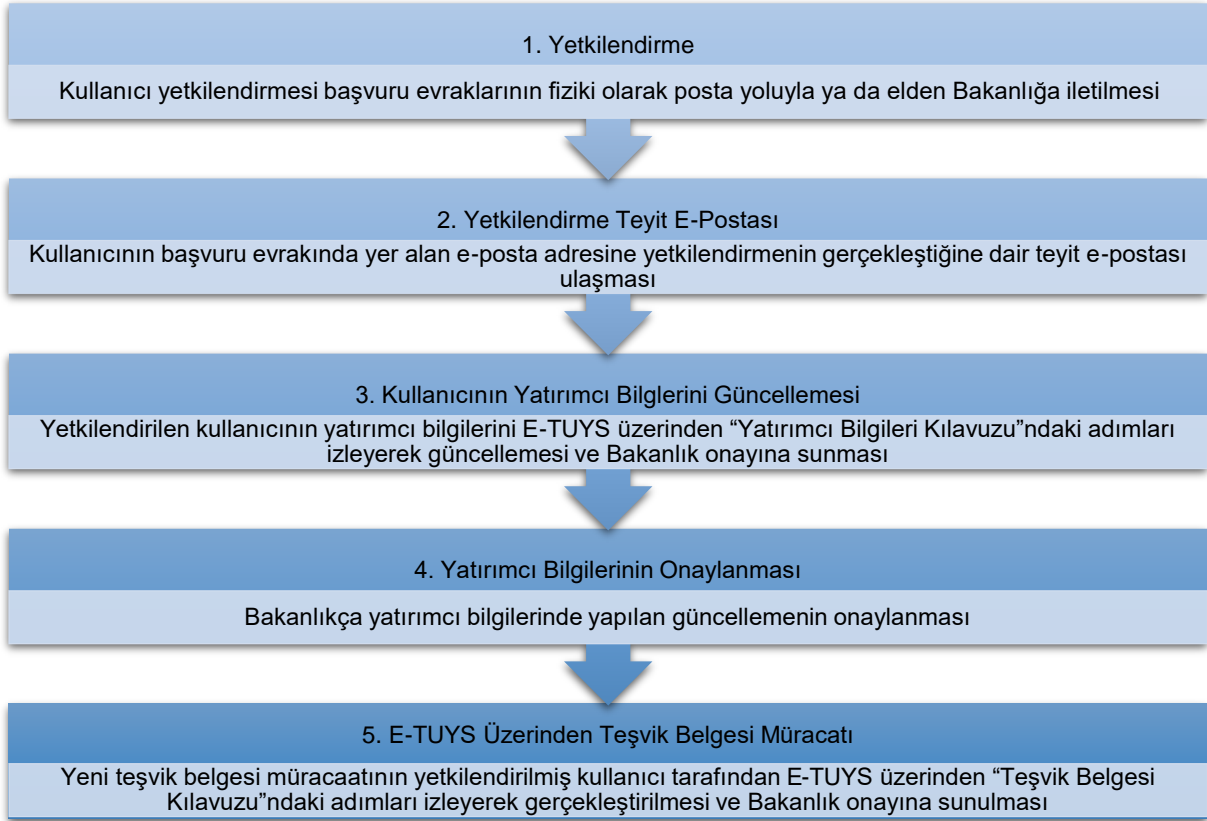 1. Yetkilendirme
Kullanıcı yetkilendirmesi başvuru evraklarının fiziki olarak posta yoluyla ya da elden Bakanlığa iletilmesi
2. Yetkilendirme Teyit E-Postası
Kullanıcının başvuru evrakında yer alan e-posta adresine yetkilendirmenin gerçekleştiğine dair teyit e-postası
ulaşması
3. Kullanıcının Yatırımcı Bilglerini Güncellemesi
Yetkilendirilen kullanıcının yatırımcı bilgilerini E-TUYS üzerinden “Yatırımcı Bilgileri Kılavuzu”ndaki adımları
izleyerek güncellemesi ve Bakanlık onayına sunması
4. Yatırımcı Bilgilerinin Onaylanması
Bakanlıkça yatırımcı bilgilerinde yapılan güncellemenin onaylanması
5. E-TUYS Üzerinden Teşvik Belgesi Müracatı
Yeni teşvik belgesi müracaatının yetkilendirilmiş kullanıcı tarafından E-TUYS üzerinden “Teşvik Belgesi
Kılavuzu”ndaki adımları izleyerek gerçekleştirilmesi ve Bakanlık onayına sunulması